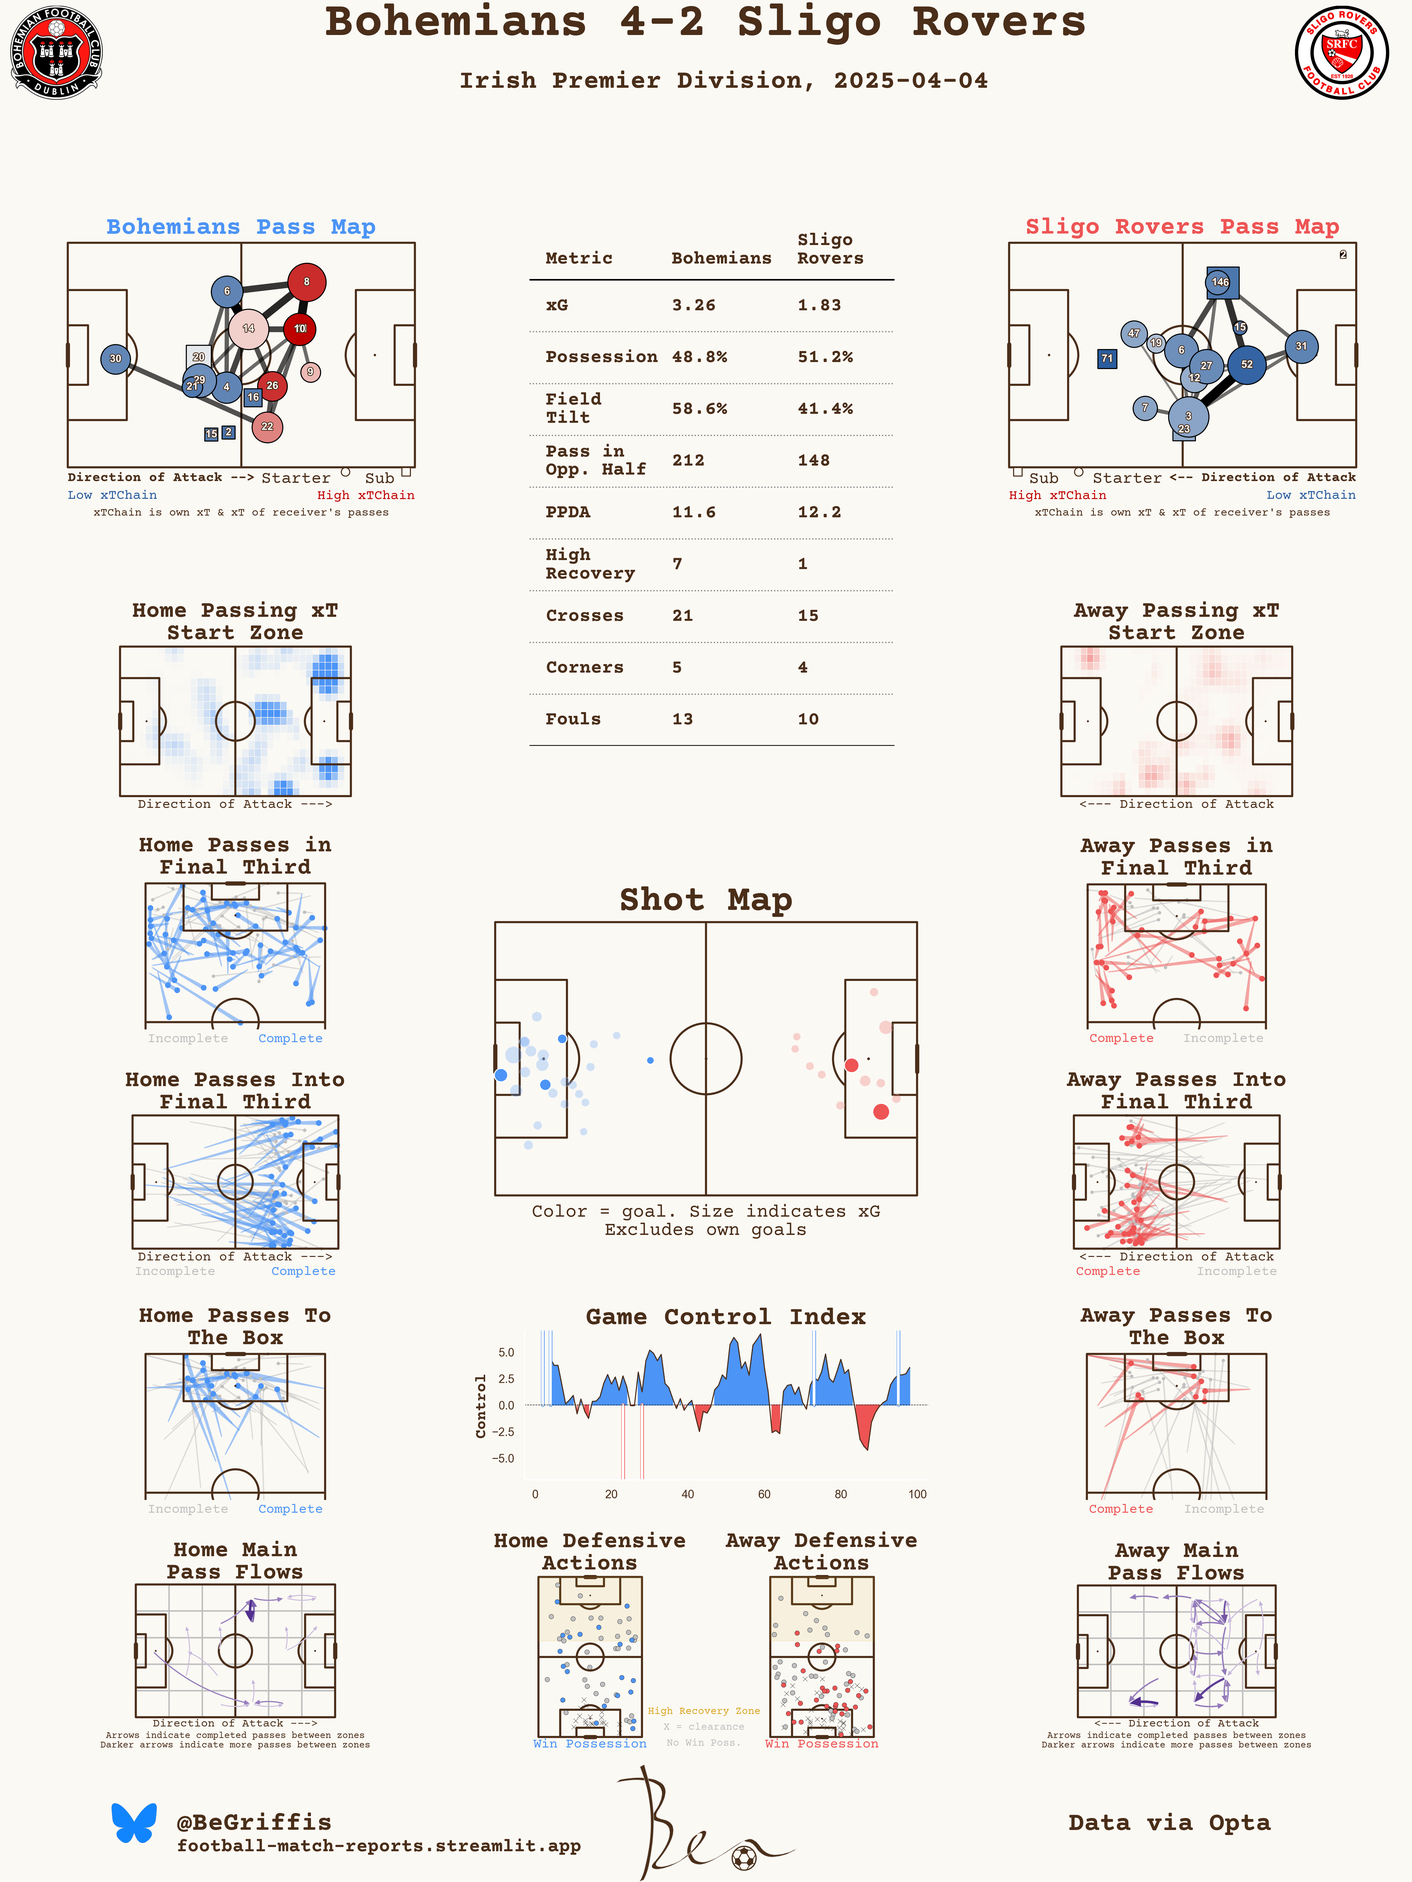 Bohemians 4-2 Sligo Rovers
Irish Premier Division, 2025-04-04
BOHEMIAN FOOTBALL CLUB
DUBLIN
SLIGO ROVERS
SRFC
EST 1928
FOOTBALL CLUB
Bohemians Pass Map
6
8
14
10
30
20
9
29
21
4
26
16
22
15
2
Direction of Attack --> Starter Sub
Low xTChain High xTChain
xTChain is own xT & xT of receiver's passes
Metric Bohemians Sligo Rovers
xG 3.26 1.83
Possession 48.8% 51.2%
Field Tilt 58.6% 41.4%
Pass in Opp. Half 212 148
PPDA 11.6 12.2
High Recovery 7 1
Crosses 21 15
Corners 5 4
Fouls 13 10
Sligo Rovers Pass Map
2
146
15
47
19
6
31
71
27
52
12
7
3
23
Sub Starter <-- Direction of Attack
High xTChain Low xTChain
xTChain is own xT & xT of receiver's passes
Home Passing xT
Start Zone
Direction of Attack --->
Away Passing xT
Start Zone
<--- Direction of Attack
Home Passes in
Final Third
Incomplete Complete
Away Passes in
Final Third
Complete Incomplete
Shot Map
Color = goal. Size indicates xG
Excludes own goals
Home Passes Into
Final Third
Direction of Attack --->
Incomplete Complete
Away Passes Into
Final Third
<--- Direction of Attack
Complete Incomplete
Home Passes To
The Box
Incomplete Complete
Game Control Index
Control
5.0
2.5
0.0
−2.5
−5.0
0 20 40 60 80 100
Away Passes To
The Box
Complete Incomplete
Home Main
Pass Flows
Direction of Attack --->
Arrows indicate completed passes between zones
Darker arrows indicate more passes between zones
Home Defensive
Actions
Win Possession
High Recovery Zone
X = clearance
No Win Poss.
Away Defensive
Actions
Win Possession
Away Main
Pass Flows
<--- Direction of Attack
Arrows indicate completed passes between zones
Darker arrows indicate more passes between zones
@BeGriffis
football-match-reports.streamlit.app
Ben
Data via Opta